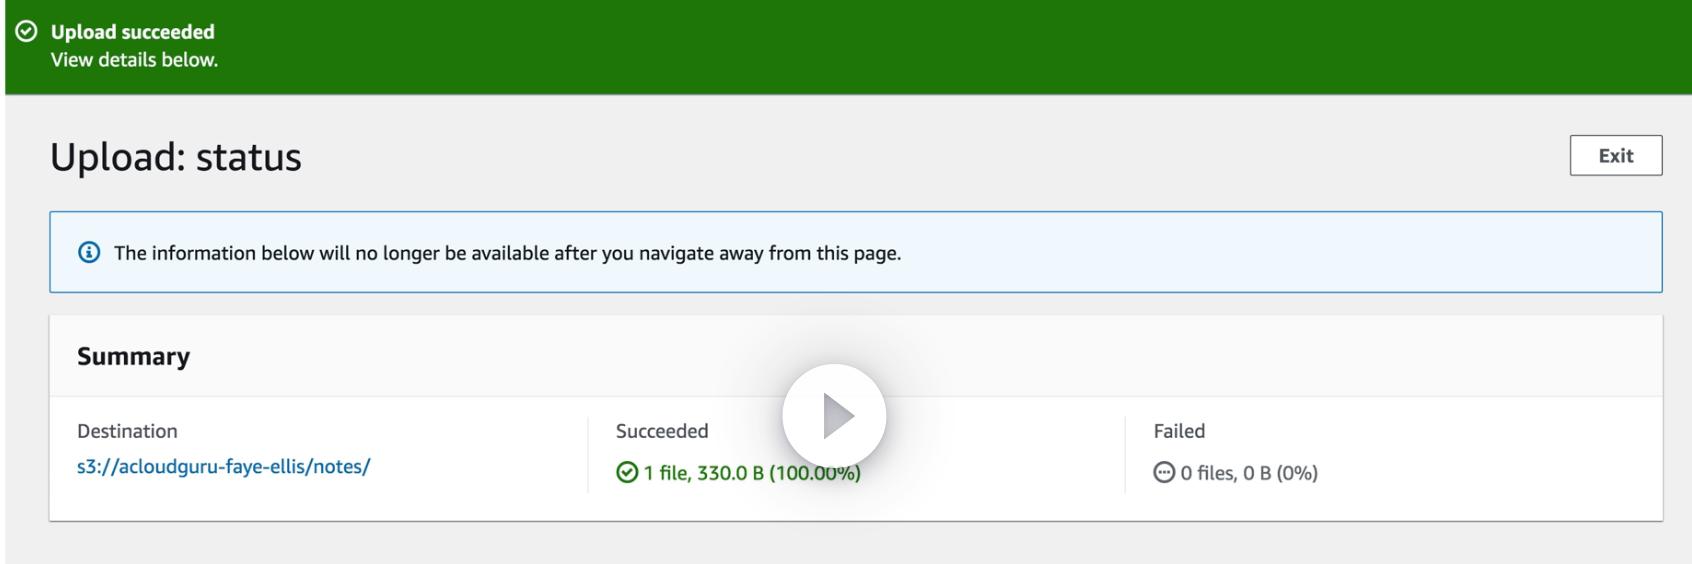 Upload succeeded
View details below.
Upload: status
Exit
The information below will no longer be available after you navigate away from this page.
Summary
Destination
s3://acloudguru-faye-ellis/notes/
Succeeded
1 file, 330.0 B (100.00%)
Failed
0 files, 0 B (0%)